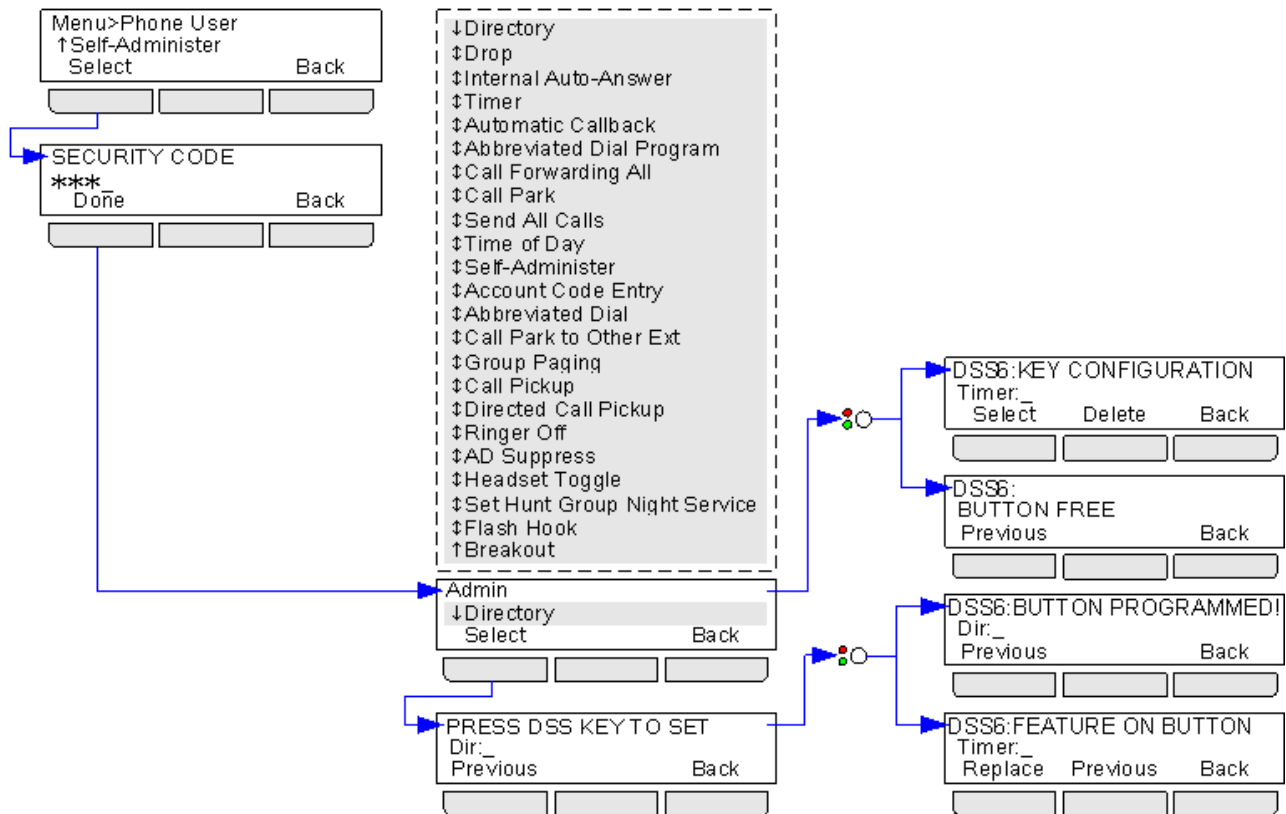 Menu>Phone User
↑Self-Administer
Select Back
SECURITY CODE
***_
Done Back
↓Directory
↕Drop
↕Internal Auto-Answer
↕Timer
↕Automatic Callback
↕Abbreviated Dial Program
↕Call Forwarding All
↕Call Park
↕Send All Calls
↕Time of Day
↕Self-Administer
↕Account Code Entry
↕Abbreviated Dial
↕Call Park to Other Ext
↕Group Paging
↕Call Pickup
↕Directed Call Pickup
↕Ringer Off
↕AD Suppress
↕Headset Toggle
↕Set Hunt Group Night Service
↕Flash Hook
↑Breakout
Admin
↓Directory
Select Back
PRESS DSS KEY TO SET
Dir:_
Previous Back
DSS6:KEY CONFIGURATION
Timer:_
Select Delete Back
DSS6:
BUTTON FREE
Previous Back
DSS6:BUTTON PROGRAMMED!
Dir:_
Previous Back
DSS6:FEATURE ON BUTTON
Timer:_
Replace Previous Back